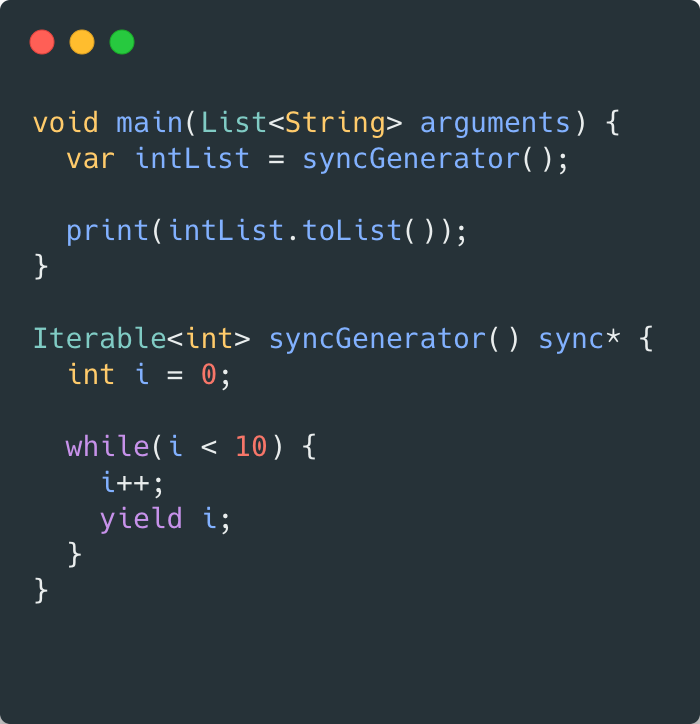 void main(List<String> arguments) {
  var intList = syncGenerator();

  print(intList.toList());
}

Iterable<int> syncGenerator() sync* {
  int i = 0;

  while(i < 10) {
    i++;
    yield i;
  }
}